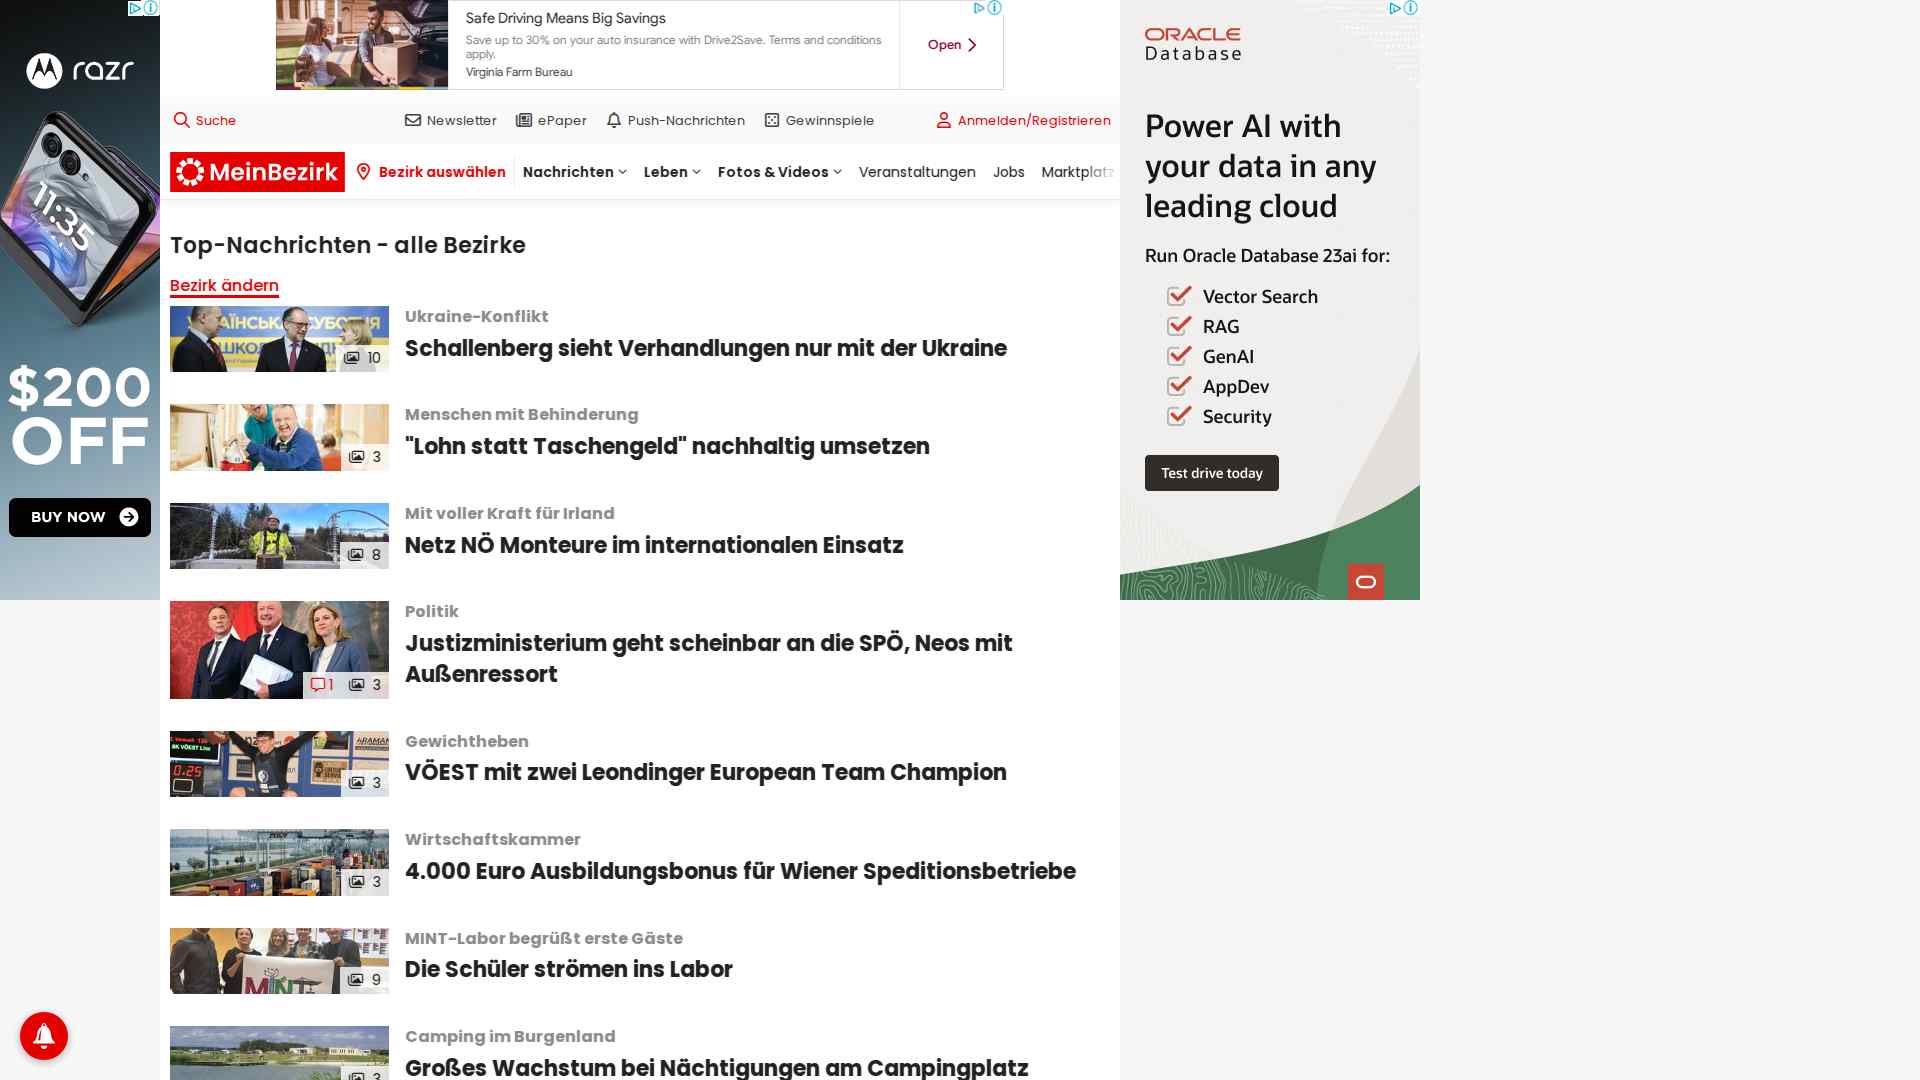 razr
11:35
$200
OFF
BUY NOW
Safe Driving Means Big Savings
Save up to 30% on your auto insurance with Drive2Save. Terms and conditions
apply.
Virginia Farm Bureau
Open
Suche
Newsletter
ePaper
Push-Nachrichten
Gewinnspiele
Anmelden/Registrieren
MeinBezirk
Bezirk auswählen
Nachrichten
Leben
Fotos & Videos
Veranstaltungen
Jobs
Marktplatz
Top-Nachrichten - alle Bezirke
Bezirk ändern
10
Ukraine-Konflikt
Schallenberg sieht Verhandlungen nur mit der Ukraine
3
Menschen mit Behinderung
"Lohn statt Taschengeld" nachhaltig umsetzen
8
Mit voller Kraft für Irland
Netz NÖ Monteure im internationalen Einsatz
1
3
Politik
Justizministerium geht scheinbar an die SPÖ, Neos mit
Außenressort
0.25
3
Gewichtheben
VÖEST mit zwei Leondinger European Team Champion
3
Wirtschaftskammer
4.000 Euro Ausbildungsbonus für Wiener Speditionsbetriebe
MINT
9
MINT-Labor begrüßt erste Gäste
Die Schüler strömen ins Labor
3
Camping im Burgenland
Großes Wachstum bei Nächtigungen am Campingplatz
ORACLE
Database
Power AI with
your data in any
leading cloud
Run Oracle Database 23ai for:
Vector Search
RAG
GenAI
AppDev
Security
Test drive today